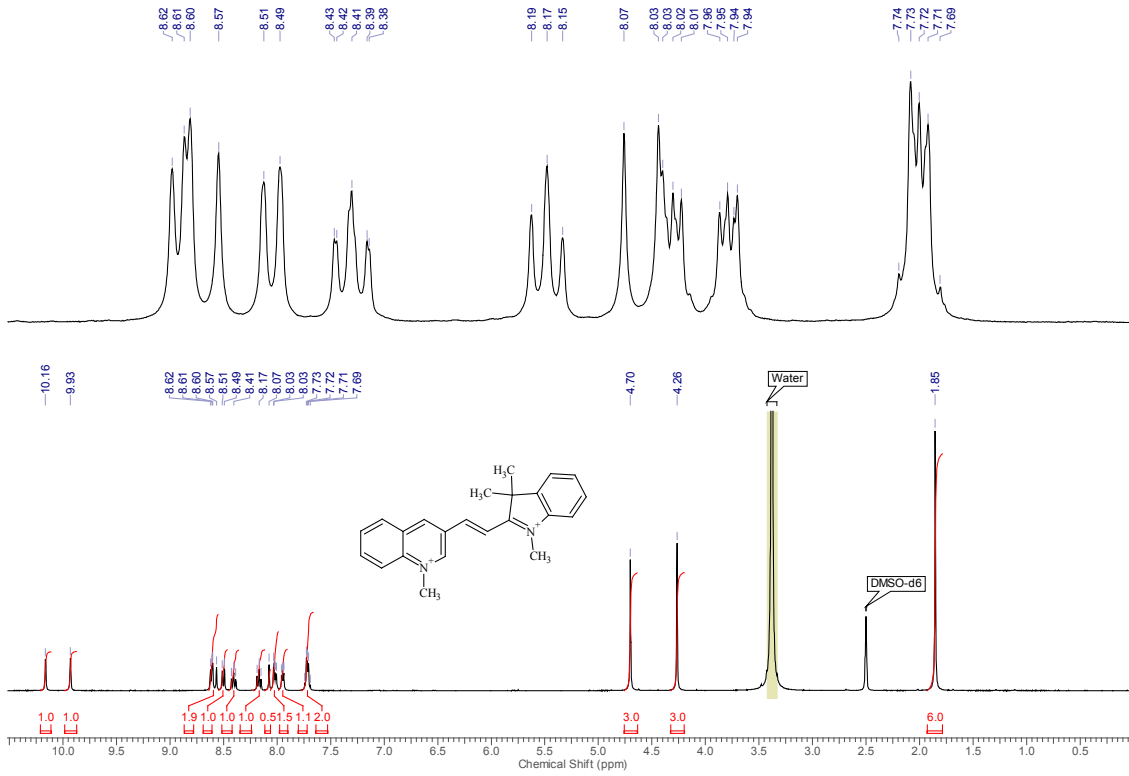 8.62 8.61 8.60 8.57 8.51 8.49 8.43 8.42 8.41 8.39 8.38 8.19 8.17 8.15 8.07 8.03 8.03 8.02 8.01 7.96 7.95 7.94 7.94 7.74 7.73 7.72 7.71 7.69
10.16 9.93 8.62 8.61 8.60 8.57 8.51 8.49 8.41 8.17 8.07 8.03 8.03 7.73 7.72 7.71 7.69 4.70 4.26 1.85
Water
H₃C CH₃
N⁺
CH₃
N⁺
CH₃
DMSO-d6
1.0 1.0 1.9 1.0 1.0 1.0 0.5 1.5 1.1 2.0 3.0 3.0 6.0
10.0 9.5 9.0 8.5 8.0 7.5 7.0 6.5 6.0 5.5 5.0 4.5 4.0 3.5 3.0 2.5 2.0 1.5 1.0 0.5
Chemical Shift (ppm)